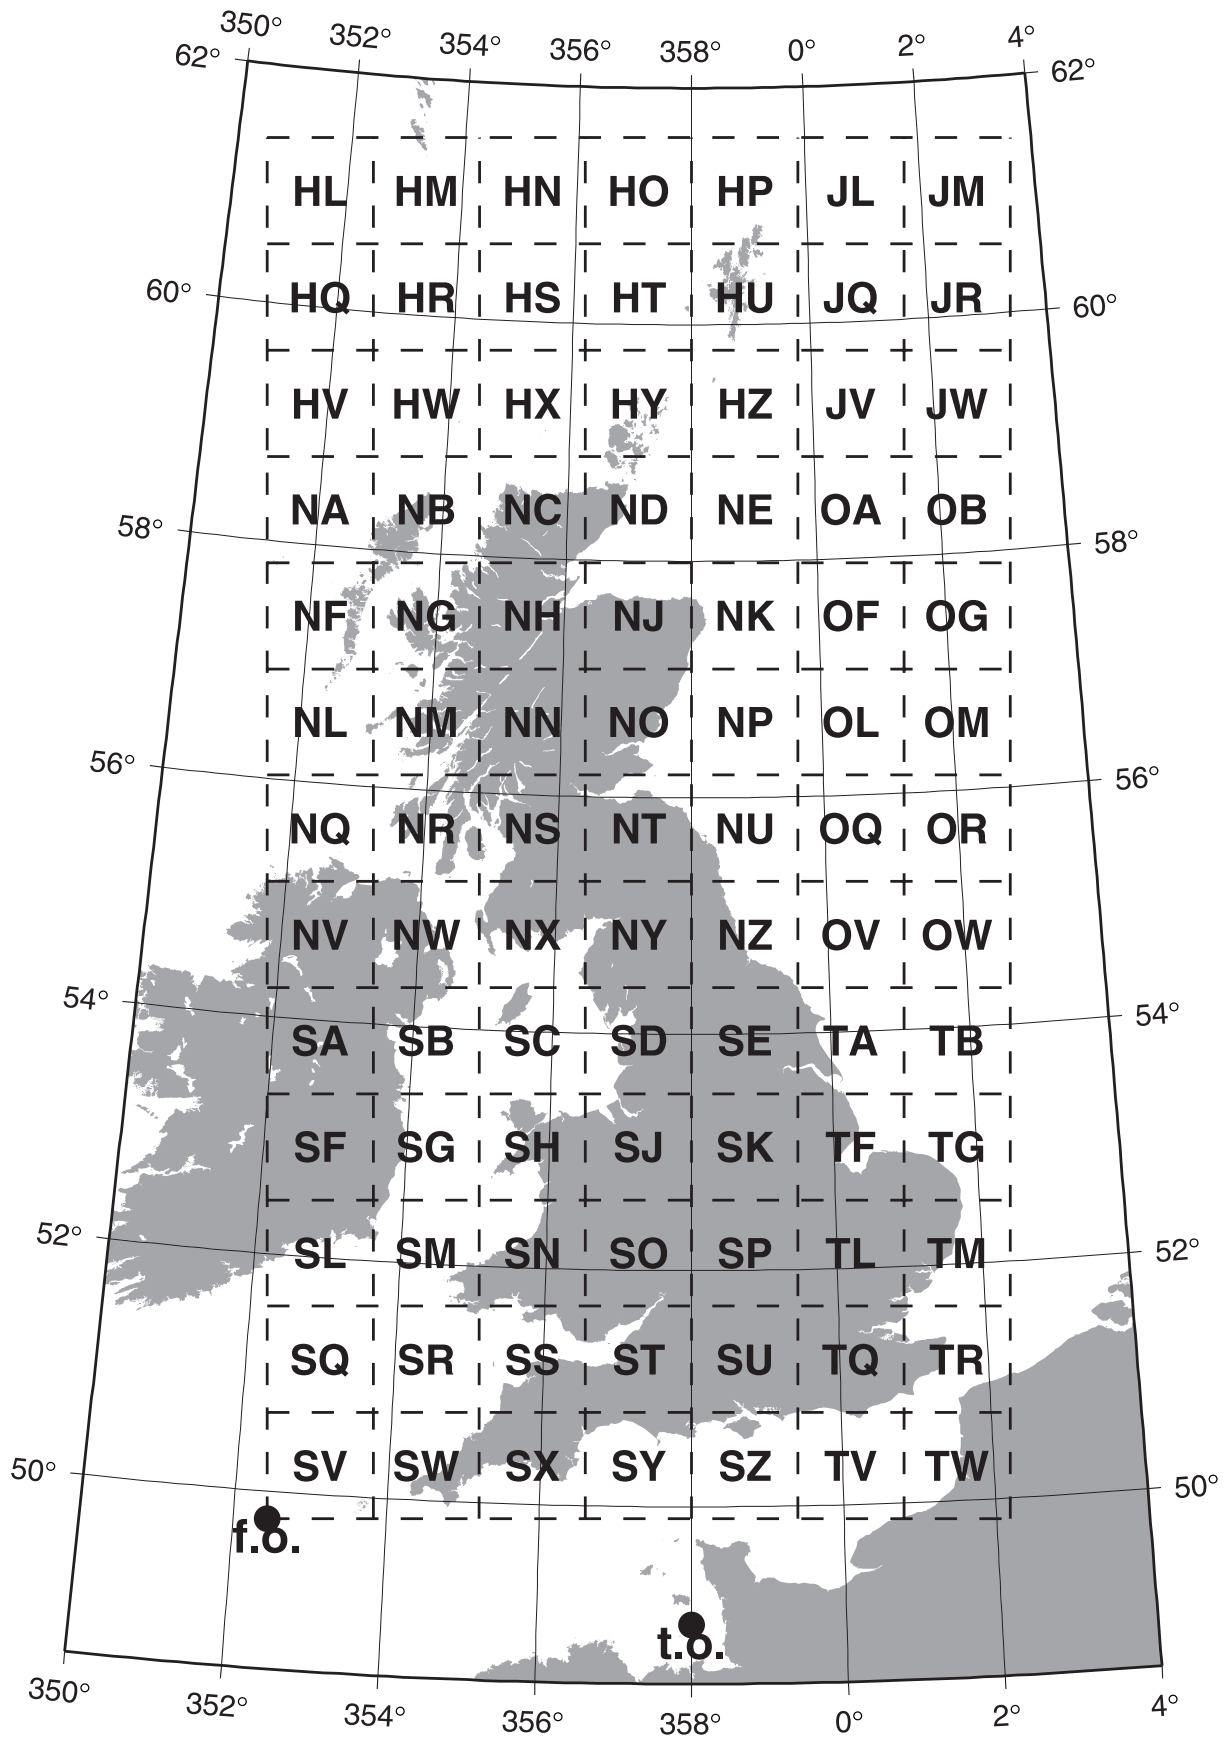 350° 352° 354° 356° 358° 0° 2° 4°
62° 62°
HL HM HN HO HP JL JM
HQ HR HS HT HU JQ JR
60° 60°
HV HW HX HY HZ JV JW
NA NB NC ND NE OA OB
58° 58°
NF NG NH NJ NK OF OG
NL NM NN NO NP OL OM
56° 56°
NQ NR NS NT NU OQ OR
NV NW NX NY NZ OV OW
54° 54°
SA SB SC SD SE TA TB
SF SG SH SJ SK TF TG
52° 52°
SL SM SN SO SP TL TM
SQ SR SS ST SU TQ TR
SV SW SX SY SZ TV TW
50° 50°
f.o.
t.o.
350° 352° 354° 356° 358° 0° 2° 4°